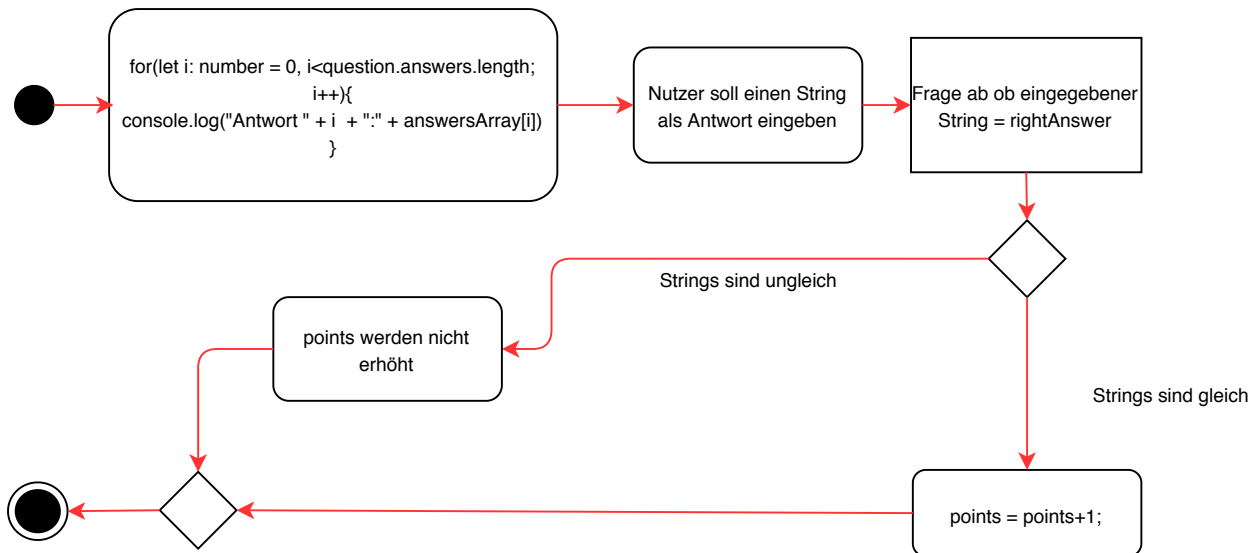 for(let i: number = 0, i<question.answers.length;
i++){
console.log("Antwort " + i  + ":" + answersArray[i])
}
Nutzer soll einen String
als Antwort eingeben
Frage ab ob eingegebener
String = rightAnswer
Strings sind ungleich
points werden nicht
erhöht
Strings sind gleich
points = points+1;